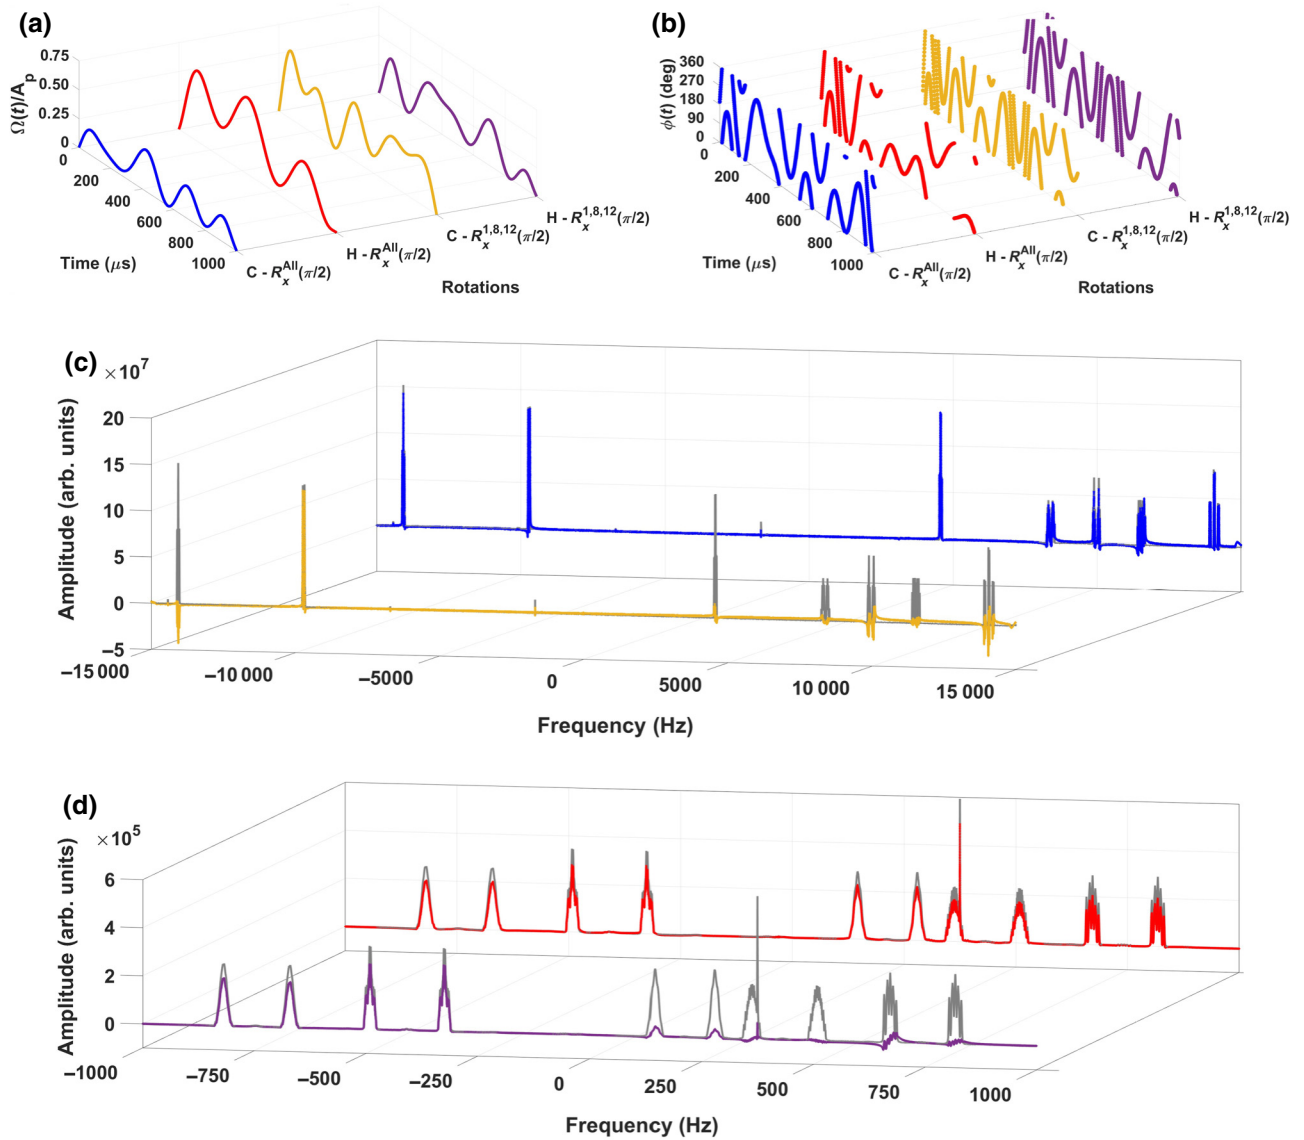 (a)
Ω(t)/A_p
0.75
0.50
0.25
0
0
200
400
600
800
1000
Time (μs)
C - R_x^All(π/2)
H - R_x^All(π/2)
C - R_x^1,8,12(π/2)
H - R_x^1,8,12(π/2)
Rotations
(b)
ϕ(t) (deg)
360
270
180
90
0
0
200
400
600
800
1000
Time (μs)
C - R_x^All(π/2)
H - R_x^All(π/2)
C - R_x^1,8,12(π/2)
H - R_x^1,8,12(π/2)
Rotations
(c)
×10^7
Amplitude (arb. units)
20
15
10
5
0
−5
−15 000
−10 000
−5000
0
5000
10 000
15 000
Frequency (Hz)
(d)
×10^5
Amplitude (arb. units)
6
4
2
0
−1000
−750
−500
−250
0
250
500
750
1000
Frequency (Hz)